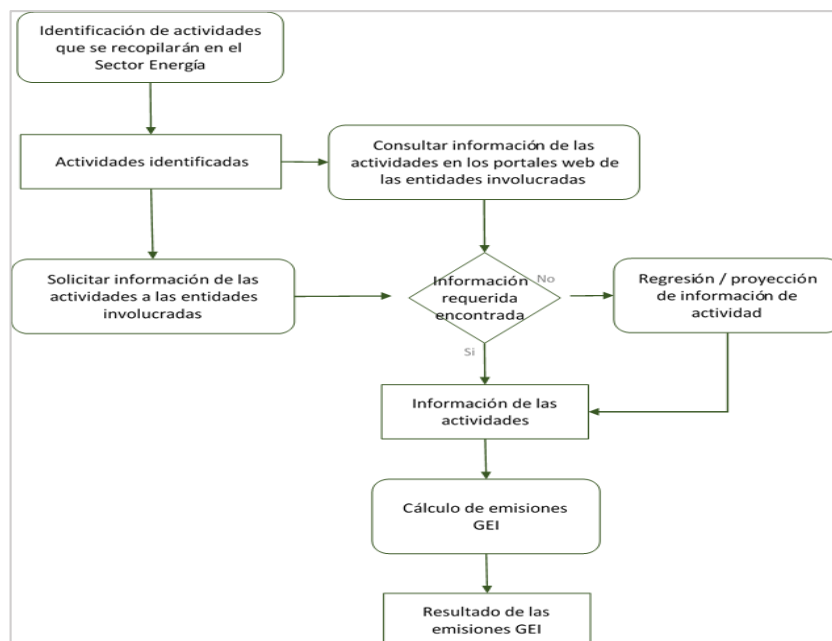 Identificación de actividades
que se recopilarán en el
Sector Energía
Actividades identificadas
Consultar información de las
actividades en los portales web de
las entidades involucradas
Solicitar información de las
actividades a las entidades
involucradas
Información
requerida
encontrada
No
Si
Regresión / proyección
de información de
actividad
Información de las
actividades
Cálculo de emisiones
GEI
Resultado de las
emisiones GEI